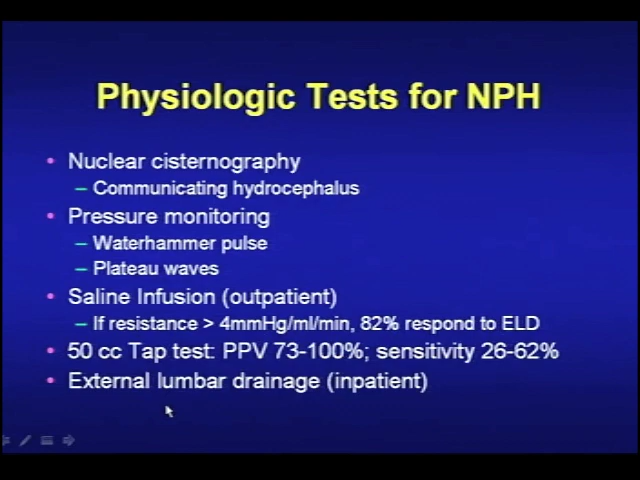 Physiologic Tests for NPH
• Nuclear cisternography
– Communicating hydrocephalus
• Pressure monitoring
– Waterhammer pulse
– Plateau waves
• Saline Infusion (outpatient)
– If resistance > 4mmHg/ml/min, 82% respond to ELD
• 50 cc Tap test: PPV 73-100%; sensitivity 26-62%
• External lumbar drainage (inpatient)